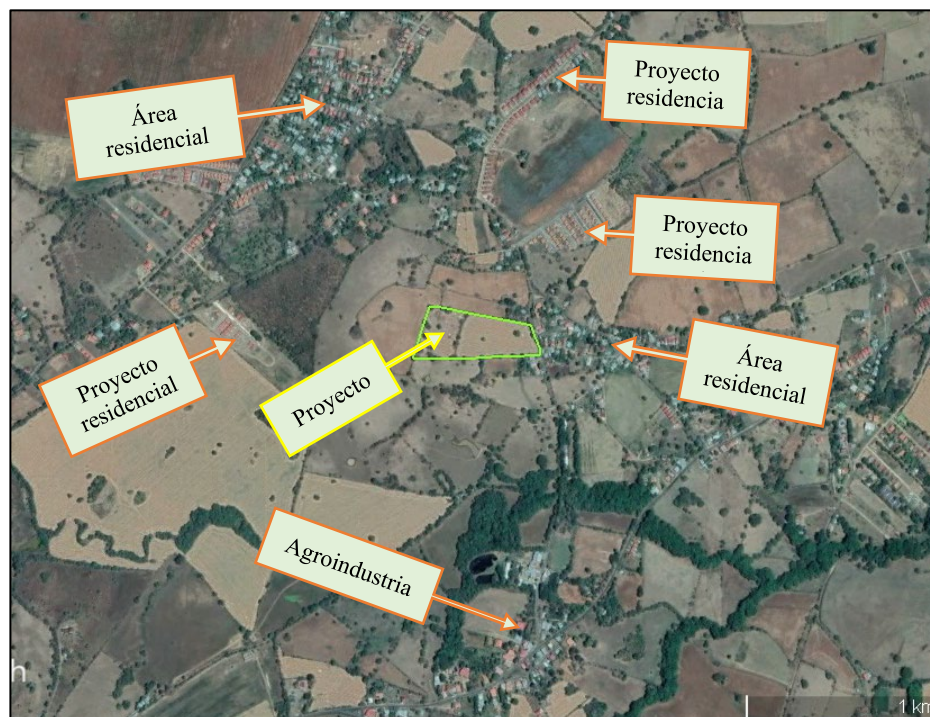 Proyecto
residencia
Área
residencial
Proyecto
residencia
Proyecto
residencial
Proyecto
Área
residencial
Agroindustria
h
1 km